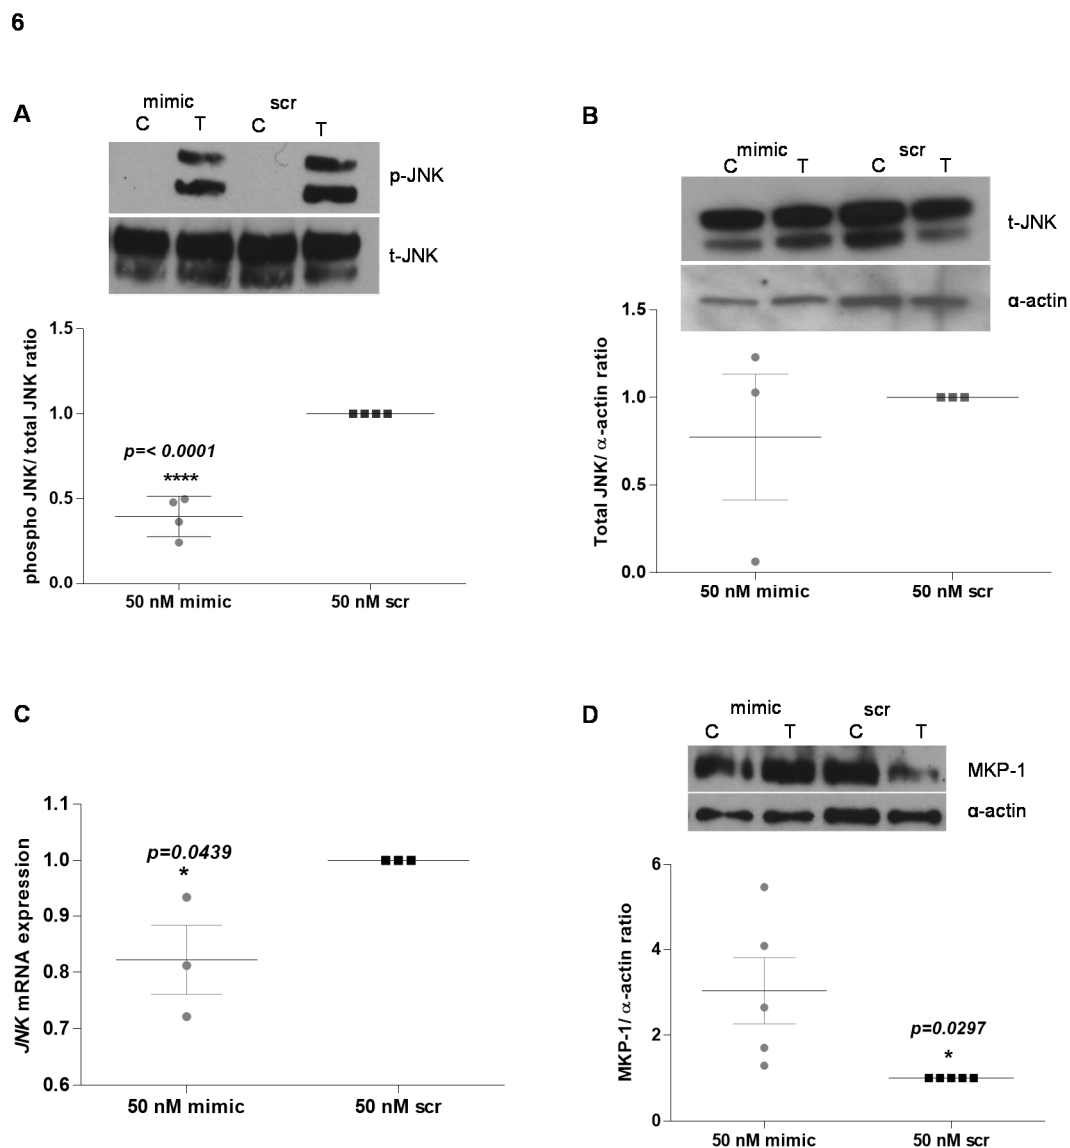 6
A
mimic scr
C T C T
p-JNK
t-JNK
phospho JNK/ total JNK ratio
1.5
1.0
0.5
0.0
p=< 0.0001
****
50 nM mimic 50 nM scr
B
mimic scr
C T C T
t-JNK
α-actin
Total JNK/ α-actin ratio
1.5
1.0
0.5
0.0
50 nM mimic 50 nM scr
C
JNK mRNA expression
1.1
1.0
0.9
0.8
0.7
0.6
p=0.0439
*
50 nM mimic 50 nM scr
D
mimic scr
C T C T
MKP-1
α-actin
MKP-1/ α-actin ratio
6
4
2
0
p=0.0297
*
50 nM mimic 50 nM scr